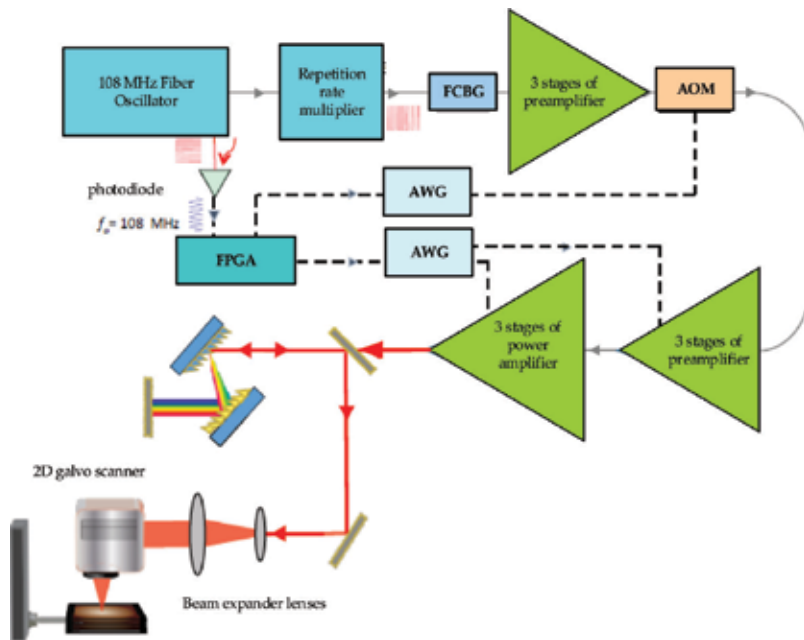 108 MHz Fiber
Oscillator
Repetition
rate
multiplier
FCBG
3 stages of
preamplifier
AOM
photodiode
AWG
fo= 108 MHz
FPGA
AWG
3 stages of
power
amplifier
3 stages of
preamplifier
2D galvo scanner
Beam expander lenses